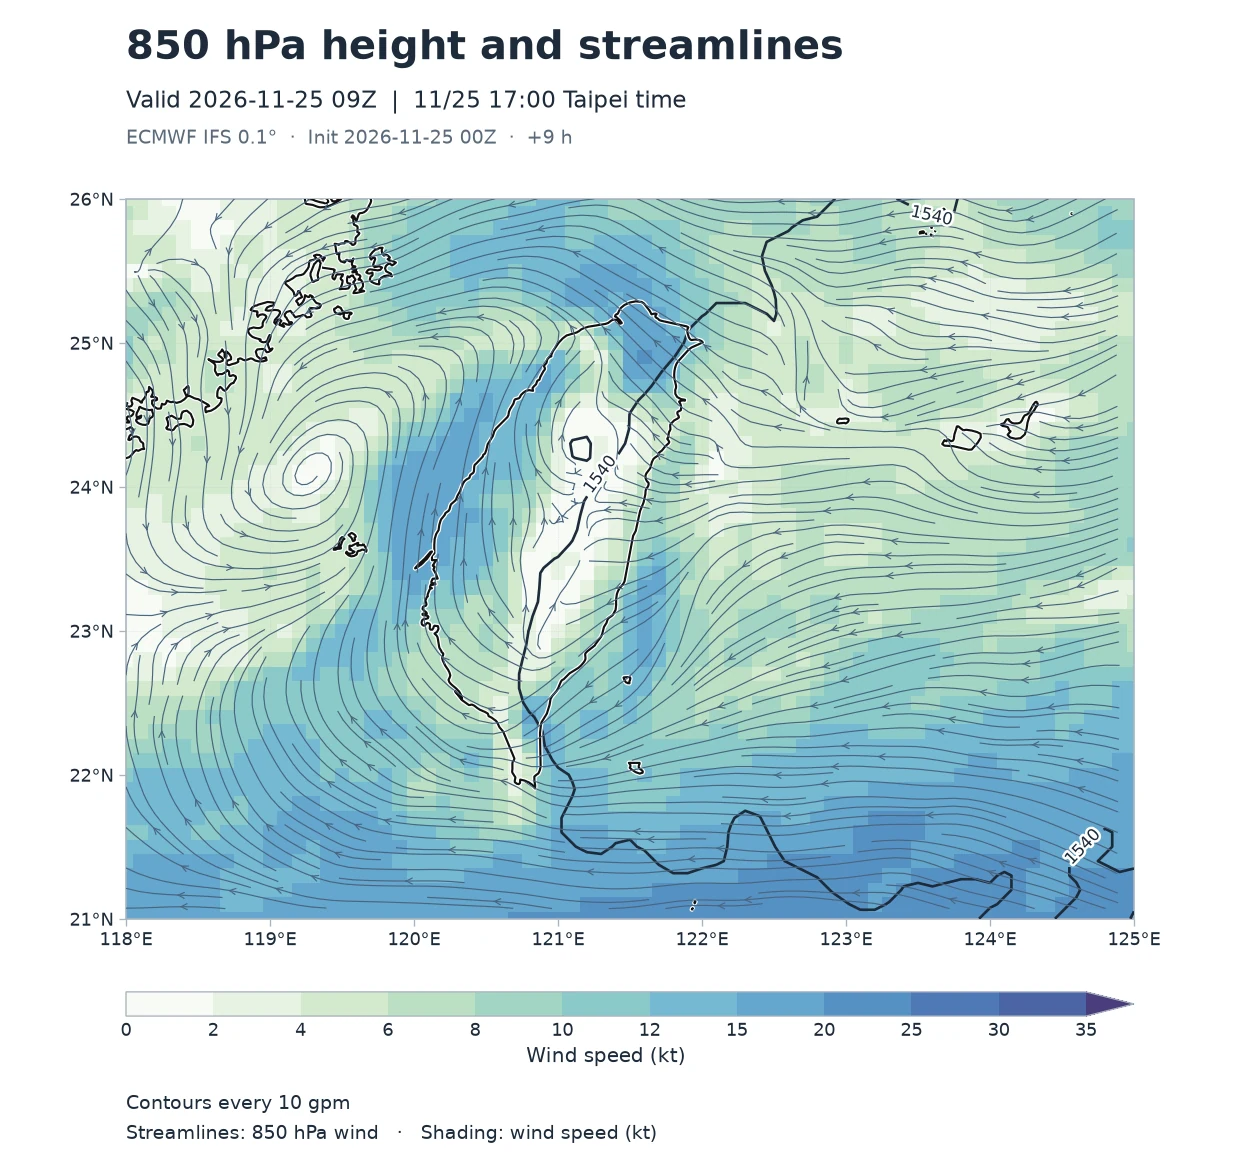 850 hPa height and streamlines
Valid 2026-11-25 09Z | 11/25 17:00 Taipei time
ECMWF IFS 0.1° · Init 2026-11-25 00Z · +9 h
26°N
1540
25°N
24°N
1540
23°N
22°N
1540
21°N
118°E 119°E 120°E 121°E 122°E 123°E 124°E 125°E
0 2 4 6 8 10 12 15 20 25 30 35
Wind speed (kt)
Contours every 10 gpm
Streamlines: 850 hPa wind · Shading: wind speed (kt)